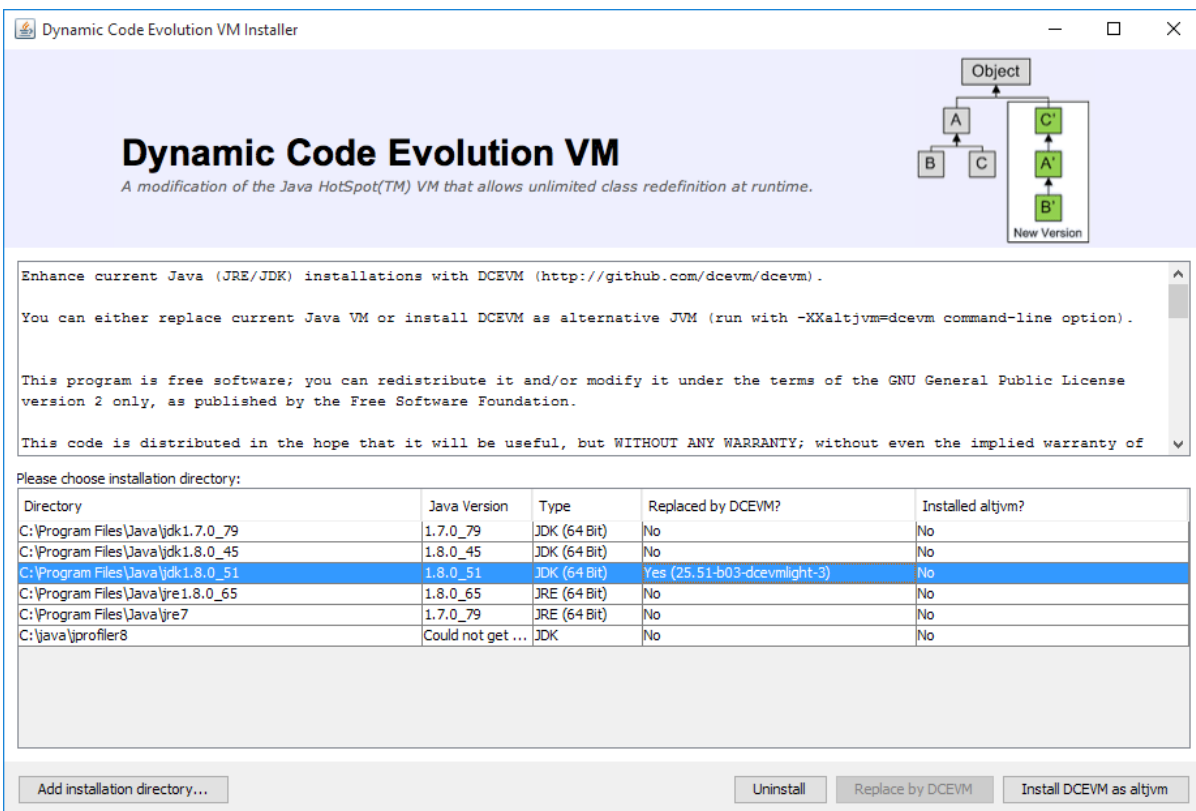 Dynamic Code Evolution VM Installer
Object
A
C'
Dynamic Code Evolution VM
B
C
A'
A modification of the Java HotSpot(TM) VM that allows unlimited class redefinition at runtime.
B'
New Version
Enhance current Java (JRE/JDK) installations with DCEVM (http://github.com/dcevm/dcevm).
You can either replace current Java VM or install DCEVM as alternative JVM (run with -XXaltjvm=dcevm command-line option).
This program is free software; you can redistribute it and/or modify it under the terms of the GNU General Public License
version 2 only, as published by the Free Software Foundation.
This code is distributed in the hope that it will be useful, but WITHOUT ANY WARRANTY; without even the implied warranty of
Please choose installation directory:
Directory Java Version Type Replaced by DCEVM? Installed altjvm?
C:\Program Files\Java\jdk1.7.0_79 1.7.0_79 JDK (64 Bit) No No
C:\Program Files\Java\jdk1.8.0_45 1.8.0_45 JDK (64 Bit) No No
C:\Program Files\Java\jdk1.8.0_51 1.8.0_51 JDK (64 Bit) Yes (25.51-b03-dcevmlight-3) No
C:\Program Files\Java\jre1.8.0_65 1.8.0_65 JRE (64 Bit) No No
C:\Program Files\Java\jre7 1.7.0_79 JRE (64 Bit) No No
C:\java\jprofiler8 Could not get ... JDK No No
Add installation directory... Uninstall Replace by DCEVM Install DCEVM as altjvm